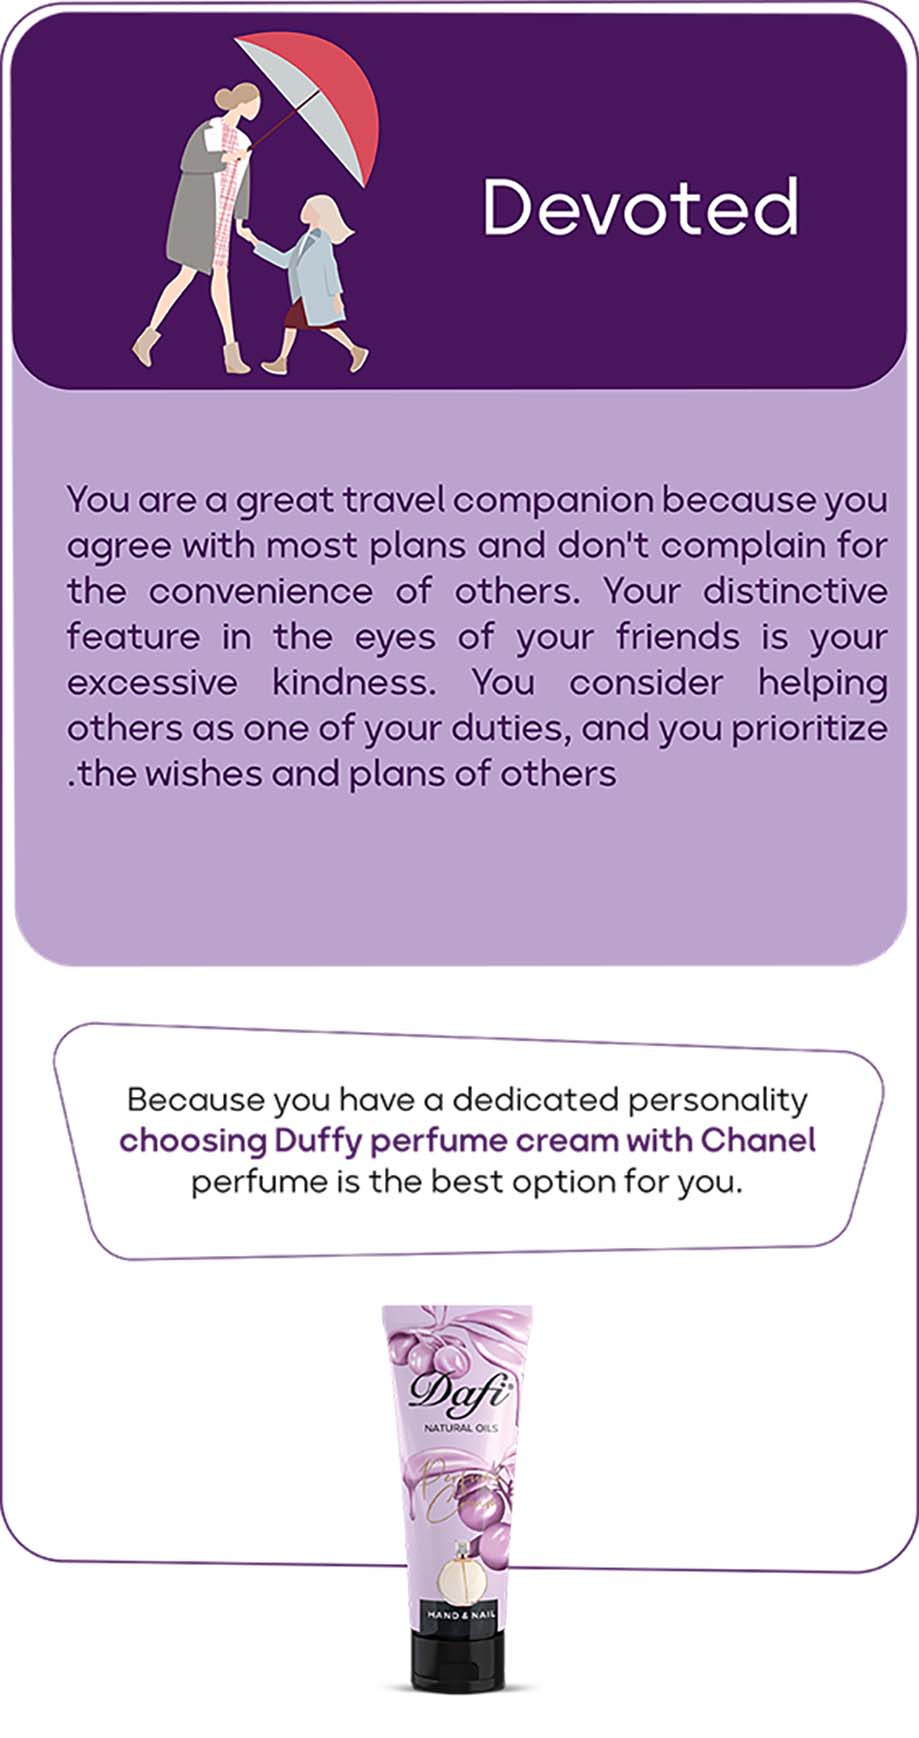 Devoted
You are a great travel companion because you
agree with most plans and don't complain for
the convenience of others. Your distinctive
feature in the eyes of your friends is your
excessive kindness. You consider helping
others as one of your duties, and you prioritize
.the wishes and plans of others
Because you have a dedicated personality
choosing Duffy perfume cream with Chanel
perfume is the best option for you.
Dafi®
NATURAL OILS
Perfume
Cream
HAND & NAIL